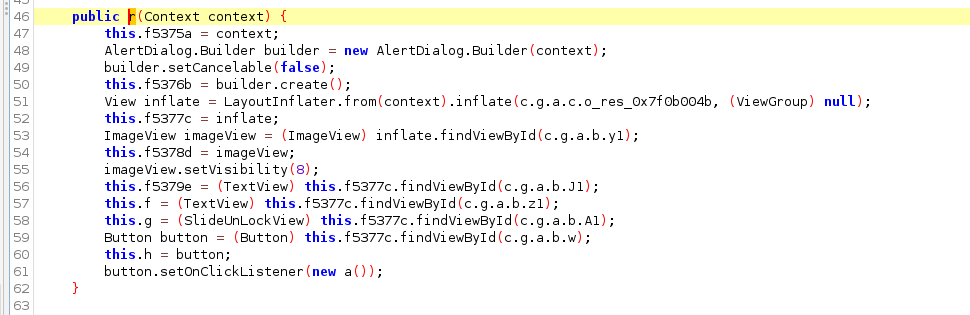 46 public r(Context context) {
47 this.f5375a = context;
48 AlertDialog.Builder builder = new AlertDialog.Builder(context);
49 builder.setCancelable(false);
50 this.f5376b = builder.create();
51 View inflate = LayoutInflater.from(context).inflate(c.g.a.c.o_res_0x7f0b004b, (ViewGroup) null);
52 this.f5377c = inflate;
53 ImageView imageView = (ImageView) inflate.findViewById(c.g.a.b.y1);
54 this.f5378d = imageView;
55 imageView.setVisibility(8);
56 this.f5379e = (TextView) this.f5377c.findViewById(c.g.a.b.J1);
57 this.f = (TextView) this.f5377c.findViewById(c.g.a.b.z1);
58 this.g = (SlideUnLockView) this.f5377c.findViewById(c.g.a.b.A1);
59 Button button = (Button) this.f5377c.findViewById(c.g.a.b.w);
60 this.h = button;
61 button.setOnClickListener(new a());
62 }
63